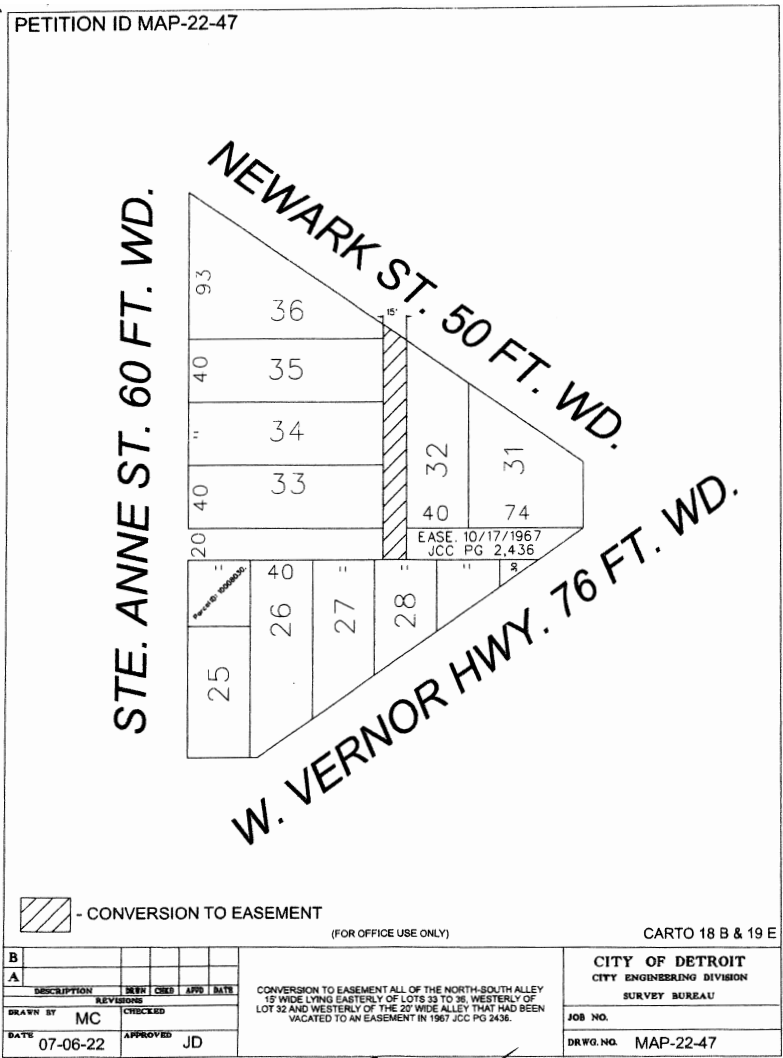 PETITION ID MAP-22-47
NEWARK ST. 50 FT. WD.
STE. ANNE ST. 60 FT. WD.
W. VERNOR HWY. 76 FT. WD.
15'
93
36
40
35
"
34
40
33
20
32
40
31
74
EASE. 10/17/1967
JCC PG 2,436
"
Parcel ID: 10008030.
25
40
26
"
27
"
28
"
30
- CONVERSION TO EASEMENT
(FOR OFFICE USE ONLY)
CARTO 18 B & 19 E
B
A
DESCRIPTION DRWN CHKD APPD DATE
REVISIONS
DRAWN BY MC
CHECKED
DATE 07-06-22
APPROVED JD
CONVERSION TO EASEMENT ALL OF THE NORTH-SOUTH ALLEY
15' WIDE LYING EASTERLY OF LOTS 33 TO 36, WESTERLY OF
LOT 32 AND WESTERLY OF THE 20' WIDE ALLEY THAT HAD BEEN
VACATED TO AN EASEMENT IN 1967 JCC PG 2436.
CITY OF DETROIT
CITY ENGINEERING DIVISION
SURVEY BUREAU
JOB NO.
DRWG. NO. MAP-22-47